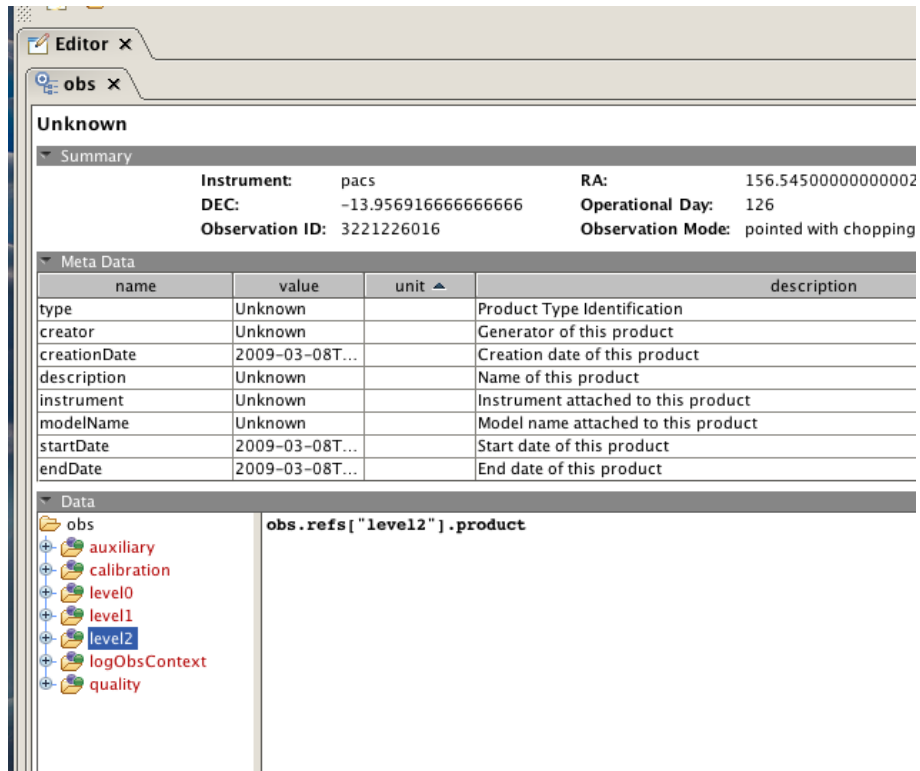 Editor ×
obs ×
Unknown
Summary
Instrument: pacs RA: 156.54500000000002
DEC: -13.956916666666666 Operational Day: 126
Observation ID: 3221226016 Observation Mode: pointed with chopping
Meta Data
name value unit description
type Unknown Product Type Identification
creator Unknown Generator of this product
creationDate 2009-03-08T... Creation date of this product
description Unknown Name of this product
instrument Unknown Instrument attached to this product
modelName Unknown Model name attached to this product
startDate 2009-03-08T... Start date of this product
endDate 2009-03-08T... End date of this product
Data
obs obs.refs["level2"].product
auxiliary
calibration
level0
level1
level2
logObsContext
quality